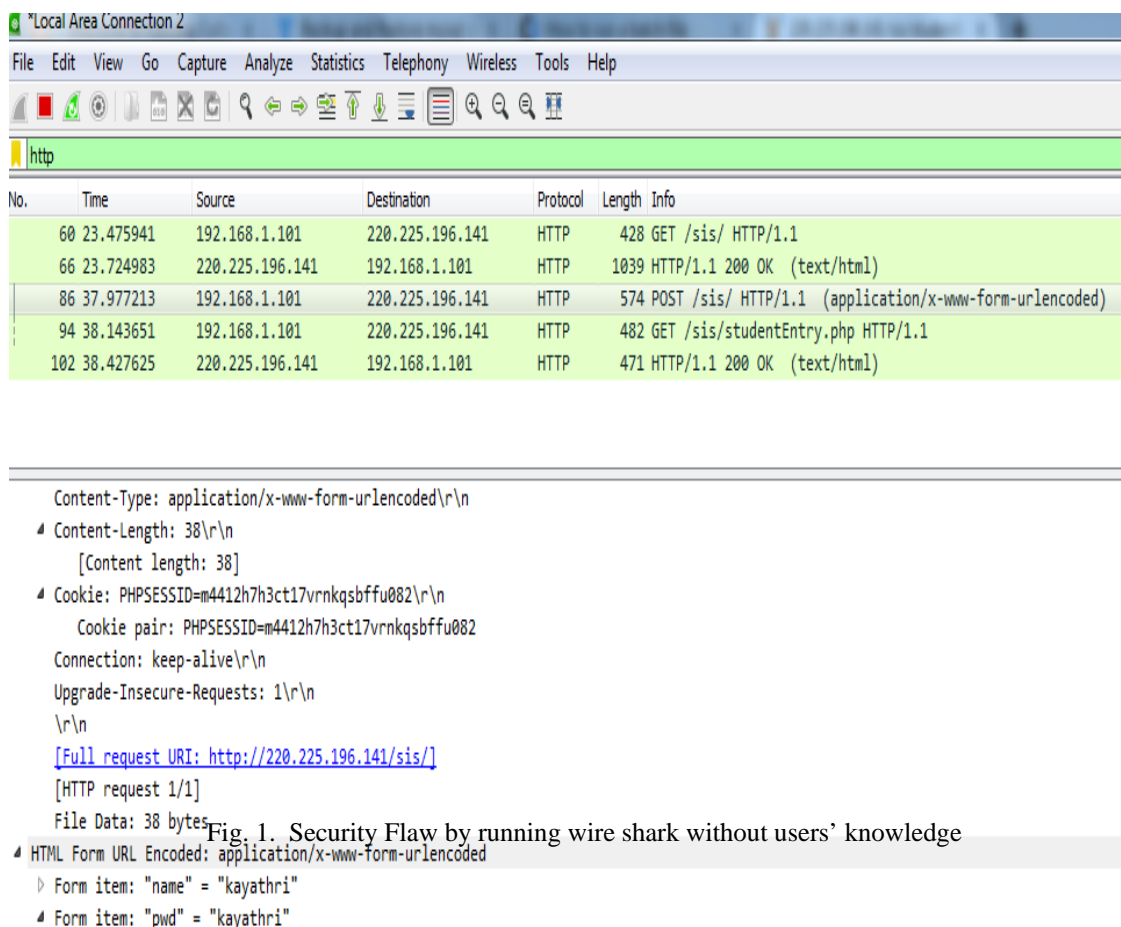 *Local Area Connection 2
File Edit View Go Capture Analyze Statistics Telephony Wireless Tools Help
http
No. Time Source Destination Protocol Length Info
60 23.475941 192.168.1.101 220.225.196.141 HTTP 428 GET /sis/ HTTP/1.1
66 23.724983 220.225.196.141 192.168.1.101 HTTP 1039 HTTP/1.1 200 OK (text/html)
86 37.977213 192.168.1.101 220.225.196.141 HTTP 574 POST /sis/ HTTP/1.1 (application/x-www-form-urlencoded)
94 38.143651 192.168.1.101 220.225.196.141 HTTP 482 GET /sis/studentEntry.php HTTP/1.1
102 38.427625 220.225.196.141 192.168.1.101 HTTP 471 HTTP/1.1 200 OK (text/html)
Content-Type: application/x-www-form-urlencoded\r\n
Content-Length: 38\r\n
[Content length: 38]
Cookie: PHPSESSID=m4412h7h3ct17vrnkqsbffu082\r\n
Cookie pair: PHPSESSID=m4412h7h3ct17vrnkqsbffu082
Connection: keep-alive\r\n
Upgrade-Insecure-Requests: 1\r\n
\r\n
[Full request URI: http://220.225.196.141/sis/]
[HTTP request 1/1]
File Data: 38 bytes
Fig. 1. Security Flaw by running wire shark without users’ knowledge
HTML Form URL Encoded: application/x-www-form-urlencoded
Form item: "name" = "kayathri"
Form item: "pwd" = "kayathri"